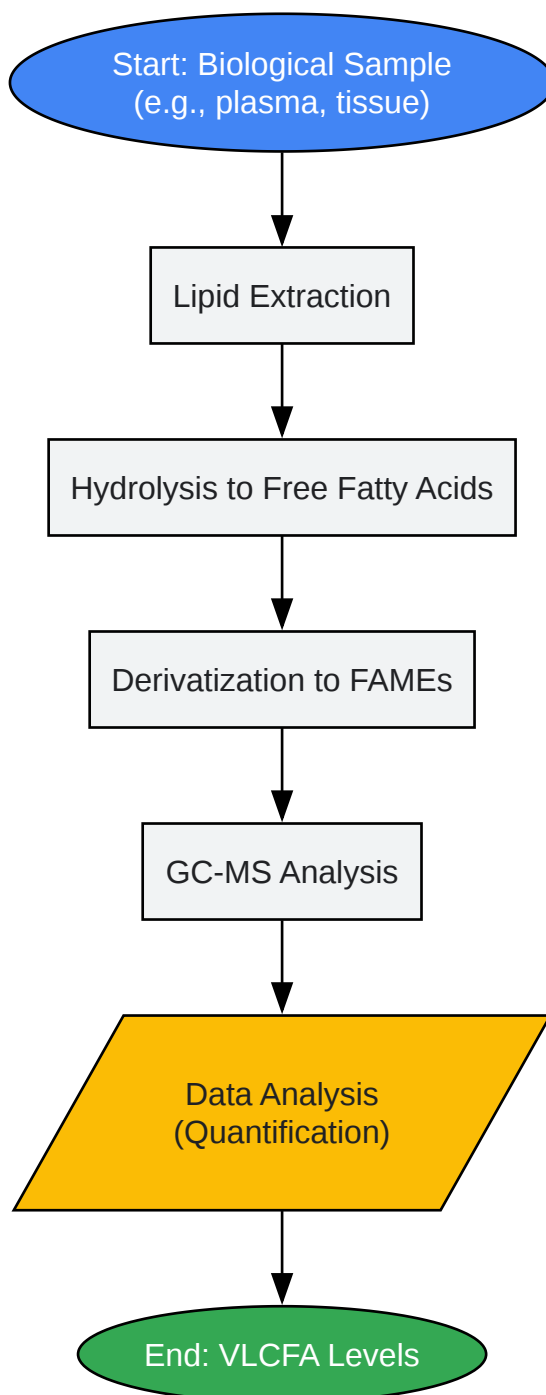 Start: Biological Sample
(e.g., plasma, tissue)
Lipid Extraction
Hydrolysis to Free Fatty Acids
Derivatization to FAMEs
GC-MS Analysis
Data Analysis
(Quantification)
End: VLCFA Levels